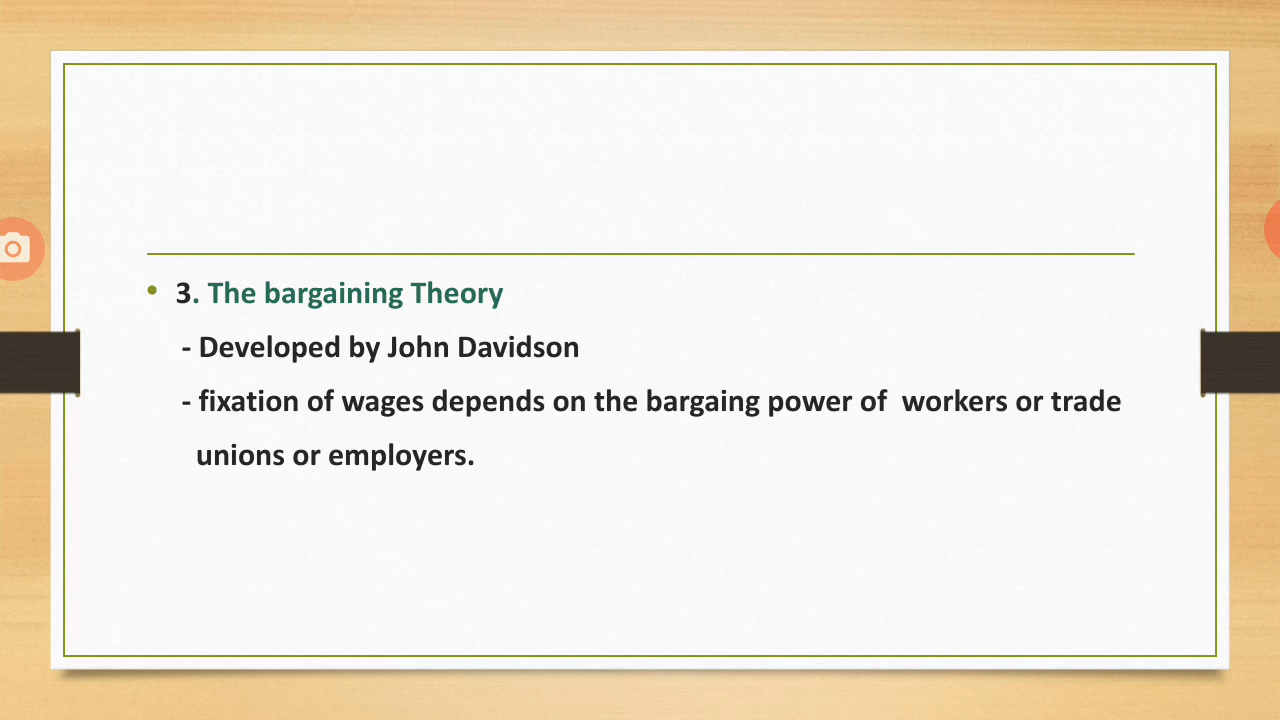 • 3. The bargaining Theory
- Developed by John Davidson
- fixation of wages depends on the bargaing power of  workers or trade
unions or employers.